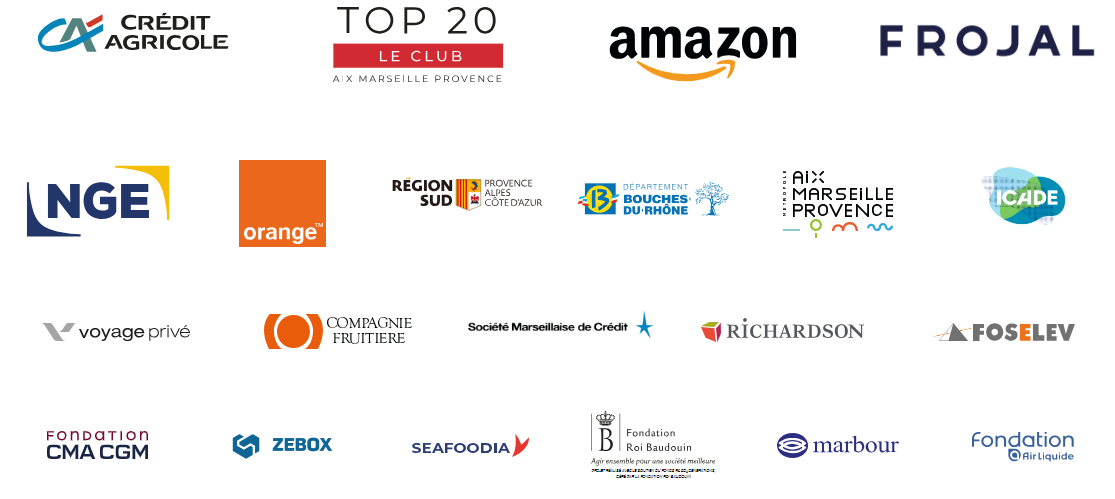 CRÉDIT
AGRICOLE
TOP 20
LE CLUB
AIX MARSEILLE PROVENCE
amazon
FROJAL
NGE
orange™
RÉGION
SUD
PROVENCE
ALPES
CÔTE D'AZUR
DÉPARTEMENT
BOUCHES
DU·RHÔNE
MÉTROPOLE
AiX
MARSEILLE
PROVENCE
ICADE
voyage privé
COMPAGNIE
FRUITIERE
Société Marseillaise de Crédit
RICHARDSON
FOSELEV
FONDATION
CMA CGM
ZEBOX
SEAFOODIA
B
Fondation
Roi Baudouin
Agir ensemble pour une société meilleure
marbour
Fondation
Air Liquide